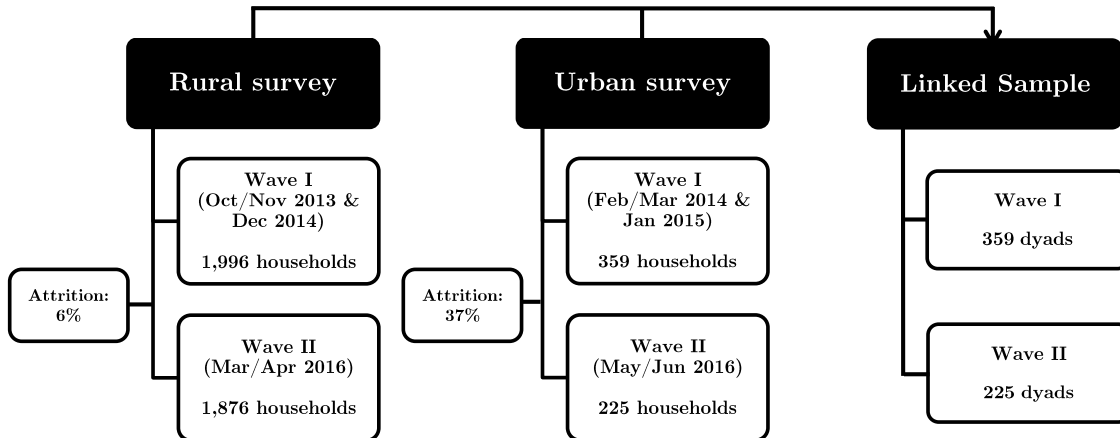 Rural survey
Wave I
(Oct/Nov 2013 &
Dec 2014)
1,996 households
Attrition:
6%
Wave II
(Mar/Apr 2016)
1,876 households
Urban survey
Wave I
(Feb/Mar 2014 &
Jan 2015)
359 households
Attrition:
37%
Wave II
(May/Jun 2016)
225 households
Linked Sample
Wave I
359 dyads
Wave II
225 dyads